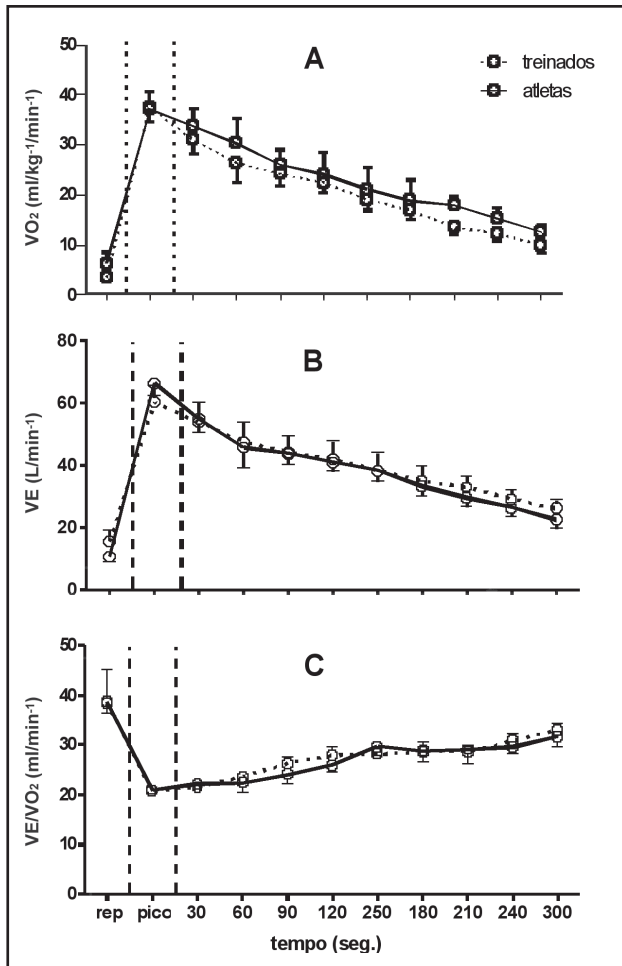 A
treinados
atletas
VO₂ (ml/kg⁻¹/min⁻¹)
50
40
30
20
10
0
B
VE (L/min⁻¹)
80
60
40
20
0
C
VE/VO₂ (ml/min⁻¹)
50
40
30
20
10
0
rep pico 30 60 90 120 250 180 210 240 300
tempo (seg.)